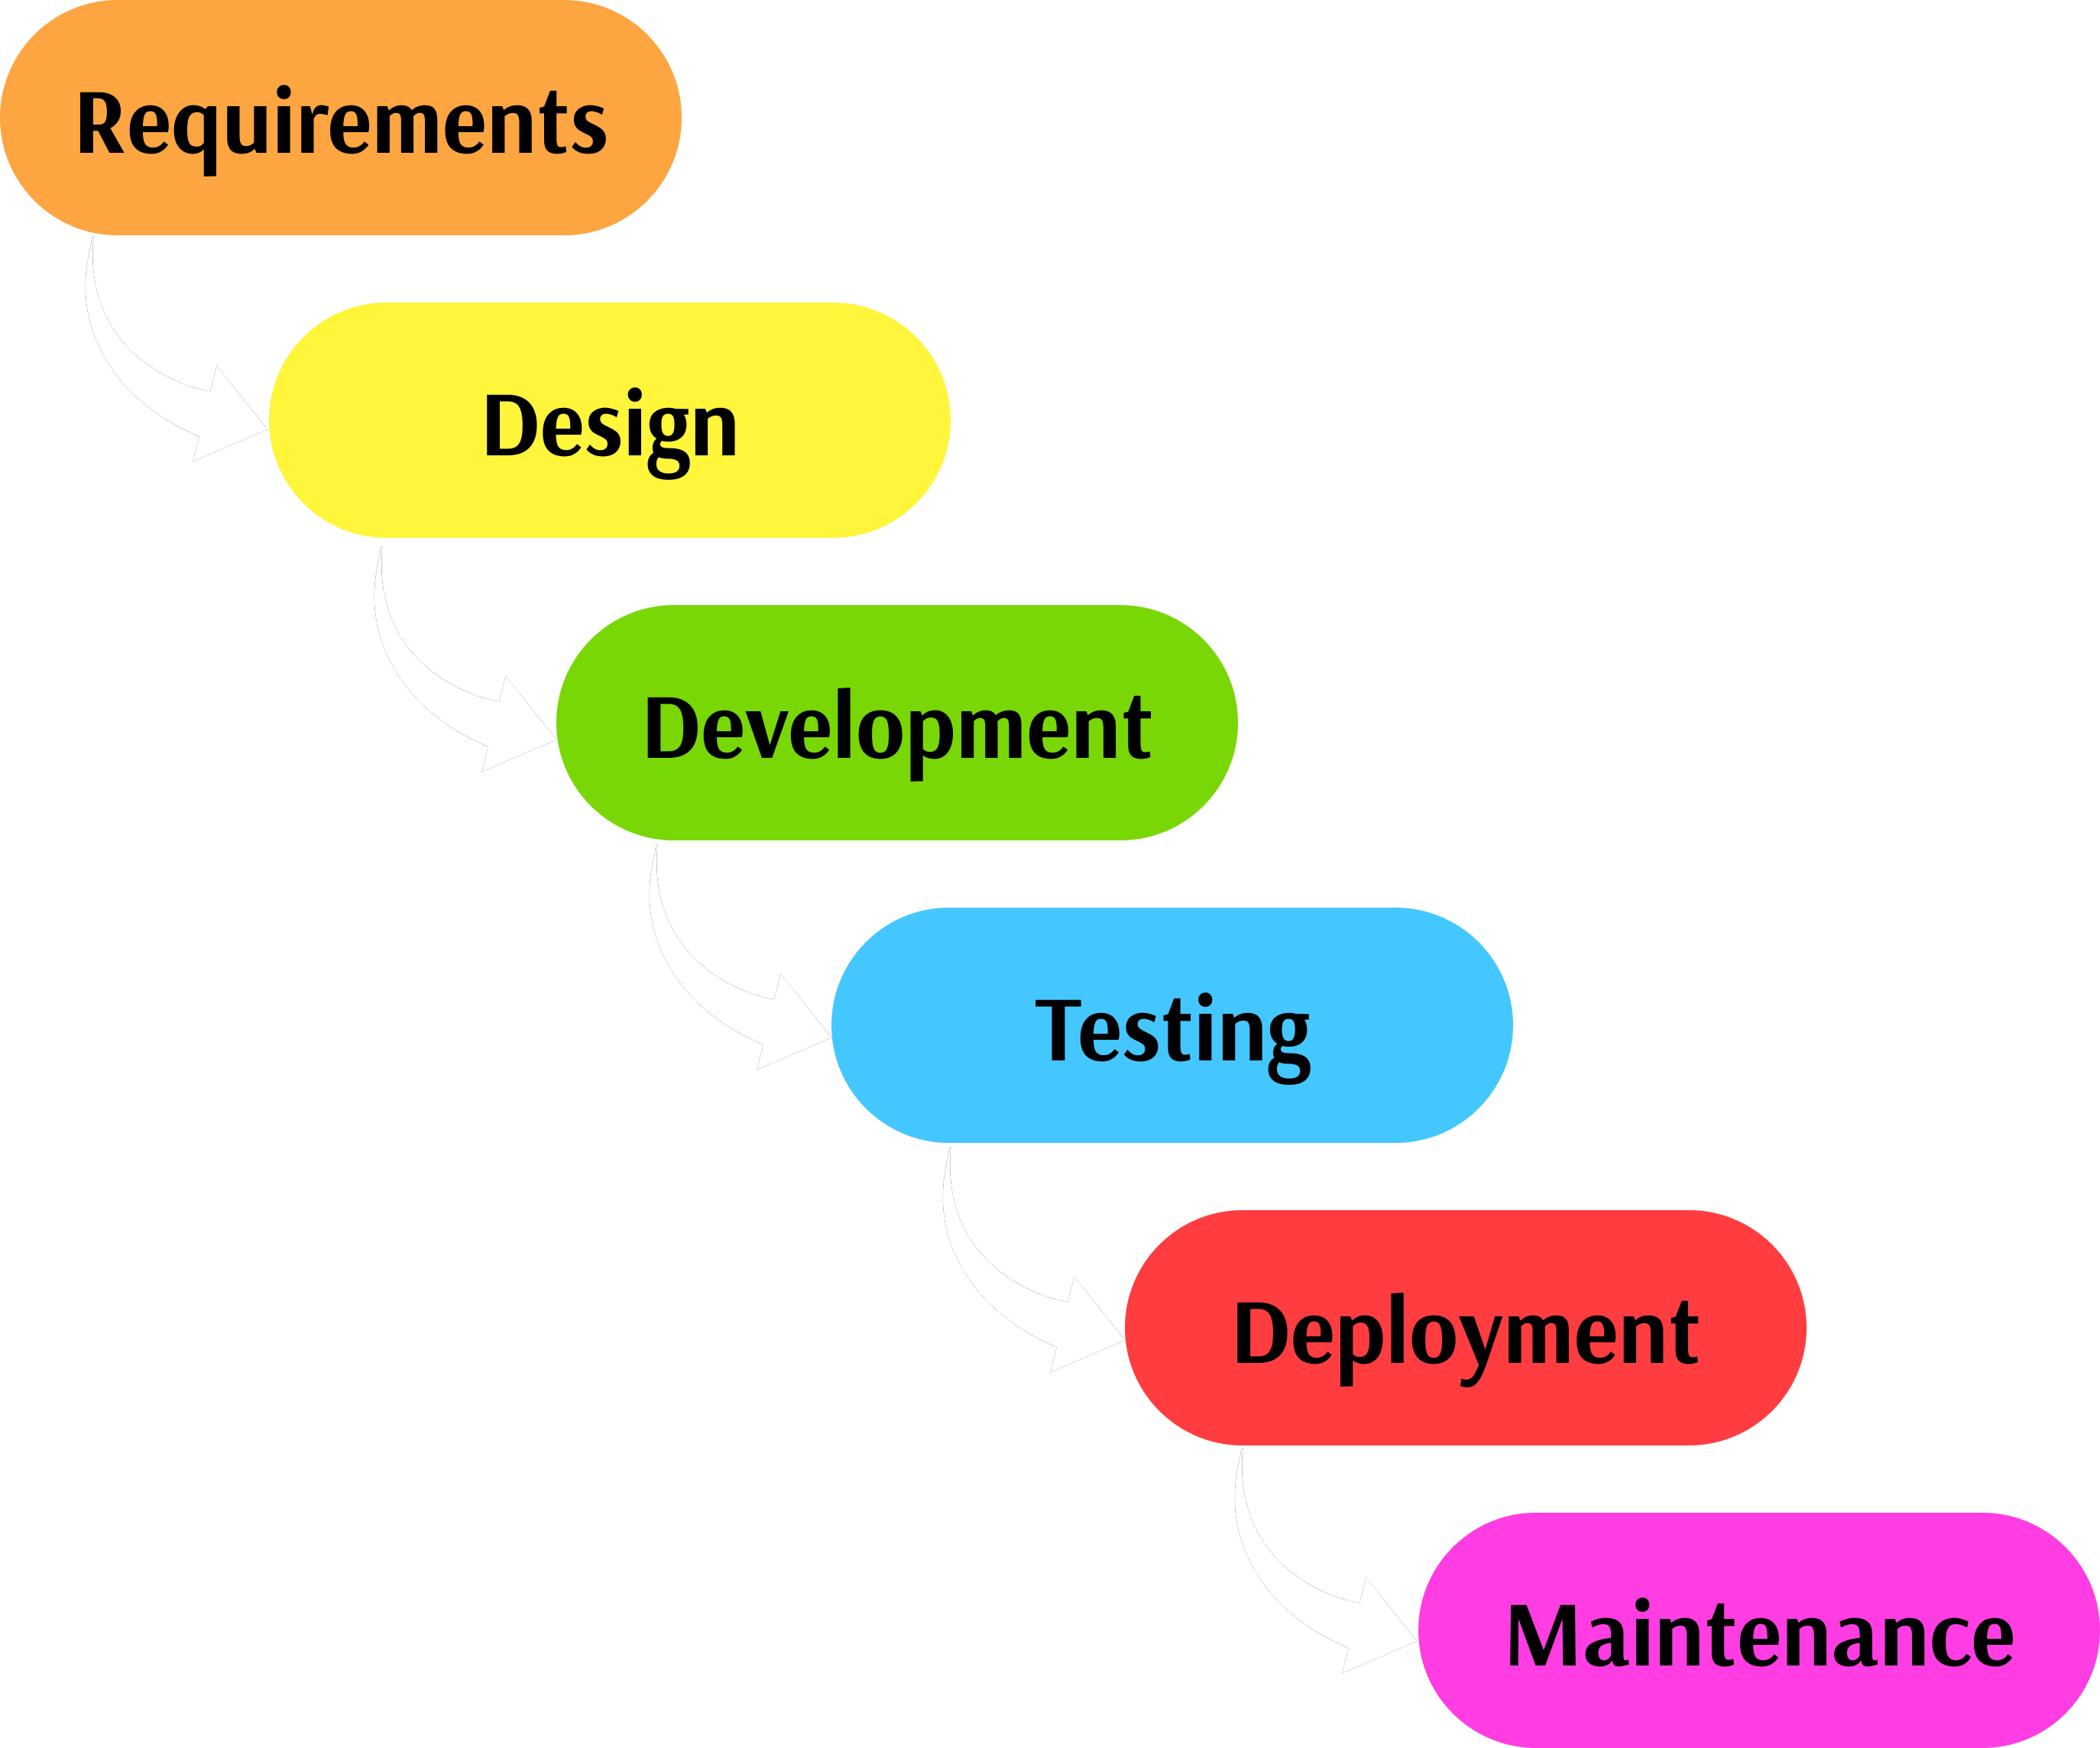 Requirements
Design
Development
Testing
Deployment
Maintenance